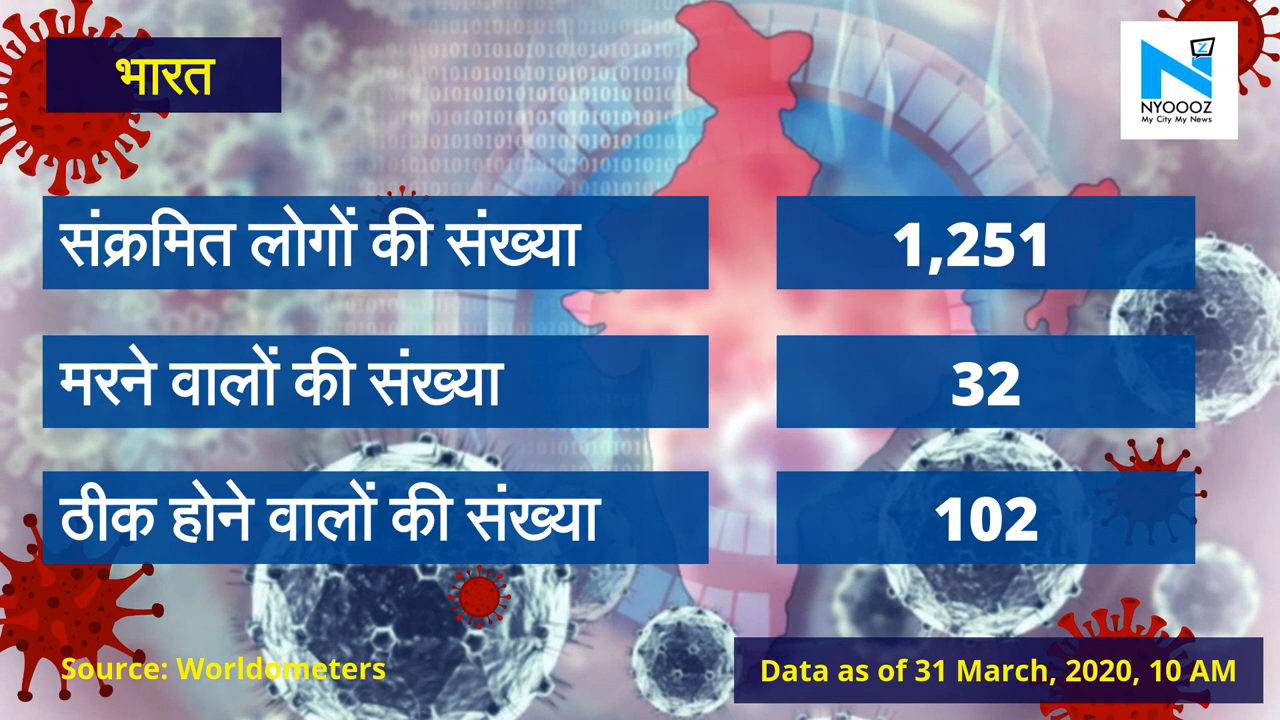 भारत
NYOOOZ
My City My News
संक्रमित लोगों की संख्या 1,251
मरने वालों की संख्या 32
ठीक होने वालों की संख्या 102
Source: Worldometers
Data as of 31 March, 2020, 10 AM